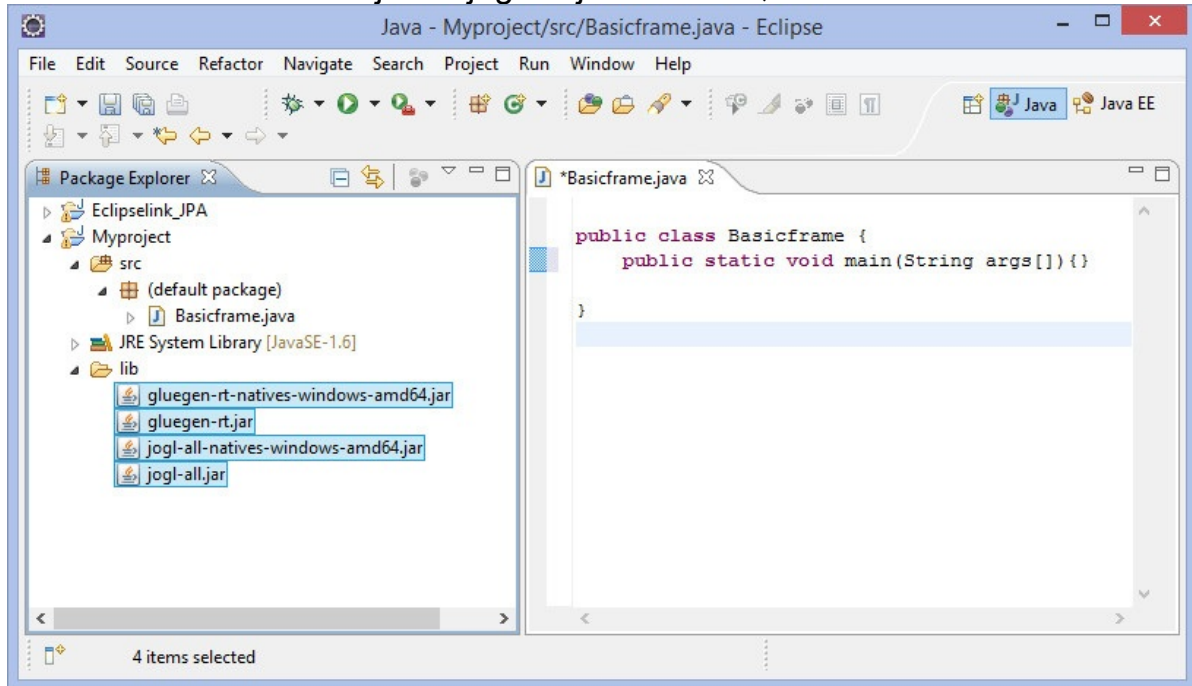 Java - Myproject/src/Basicframe.java - Eclipse
File Edit Source Refactor Navigate Search Project Run Window Help
Java Java EE
Package Explorer
*Basicframe.java
Eclipselink_JPA
Myproject
src
(default package)
Basicframe.java
JRE System Library [JavaSE-1.6]
lib
gluegen-rt-natives-windows-amd64.jar
gluegen-rt.jar
jogl-all-natives-windows-amd64.jar
jogl-all.jar
public class Basicframe {
public static void main(String args[]){}
}
4 items selected